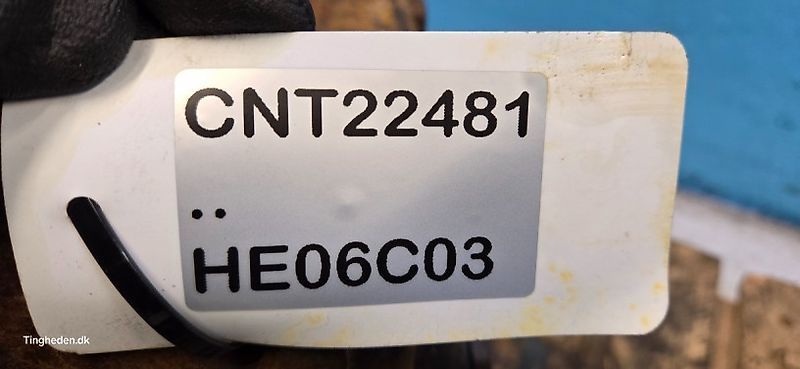 CNT22481
..
HE06C03
Tingheden.dk